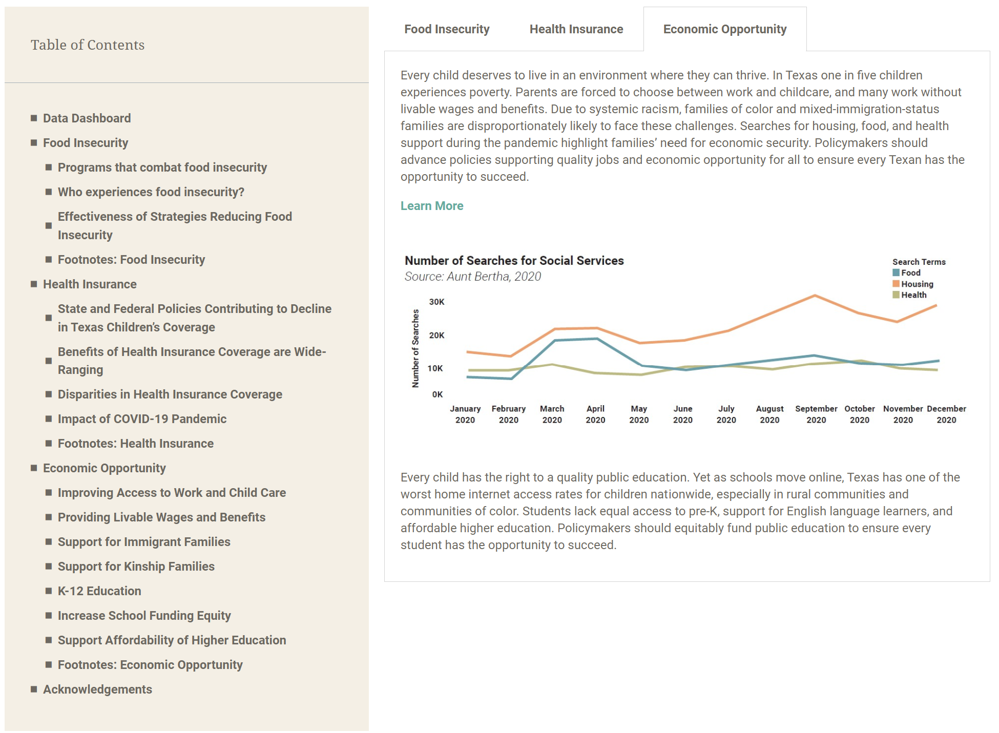 Table of Contents
Data Dashboard
Food Insecurity
Programs that combat food insecurity
Who experiences food insecurity?
Effectiveness of Strategies Reducing Food
Insecurity
Footnotes: Food Insecurity
Health Insurance
State and Federal Policies Contributing to Decline
in Texas Children’s Coverage
Benefits of Health Insurance Coverage are Wide-
Ranging
Disparities in Health Insurance Coverage
Impact of COVID-19 Pandemic
Footnotes: Health Insurance
Economic Opportunity
Improving Access to Work and Child Care
Providing Livable Wages and Benefits
Support for Immigrant Families
Support for Kinship Families
K-12 Education
Increase School Funding Equity
Support Affordability of Higher Education
Footnotes: Economic Opportunity
Acknowledgements
Food Insecurity Health Insurance Economic Opportunity
Every child deserves to live in an environment where they can thrive. In Texas one in five children
experiences poverty. Parents are forced to choose between work and childcare, and many work without
livable wages and benefits. Due to systemic racism, families of color and mixed-immigration-status
families are disproportionately likely to face these challenges. Searches for housing, food, and health
support during the pandemic highlight families’ need for economic security. Policymakers should
advance policies supporting quality jobs and economic opportunity for all to ensure every Texan has the
opportunity to succeed.
Learn More
Number of Searches for Social Services
Source: Aunt Bertha, 2020
Search Terms
Food
Housing
Health
Number of Searches
30K
20K
10K
0K
January February March April May June July August September October November December
2020 2020 2020 2020 2020 2020 2020 2020 2020 2020 2020 2020
Every child has the right to a quality public education. Yet as schools move online, Texas has one of the
worst home internet access rates for children nationwide, especially in rural communities and
communities of color. Students lack equal access to pre-K, support for English language learners, and
affordable higher education. Policymakers should equitably fund public education to ensure every
student has the opportunity to succeed.